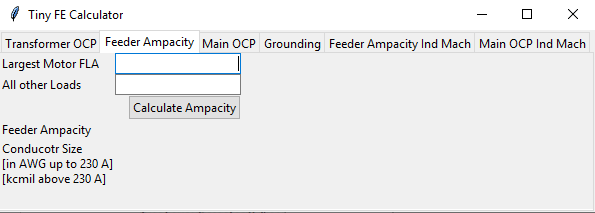 Tiny FE Calculator
Transformer OCP Feeder Ampacity Main OCP Grounding Feeder Ampacity Ind Mach Main OCP Ind Mach
Largest Motor FLA
All other Loads
Calculate Ampacity
Feeder Ampacity
Conducotr Size
[in AWG up to 230 A]
[kcmil above 230 A]